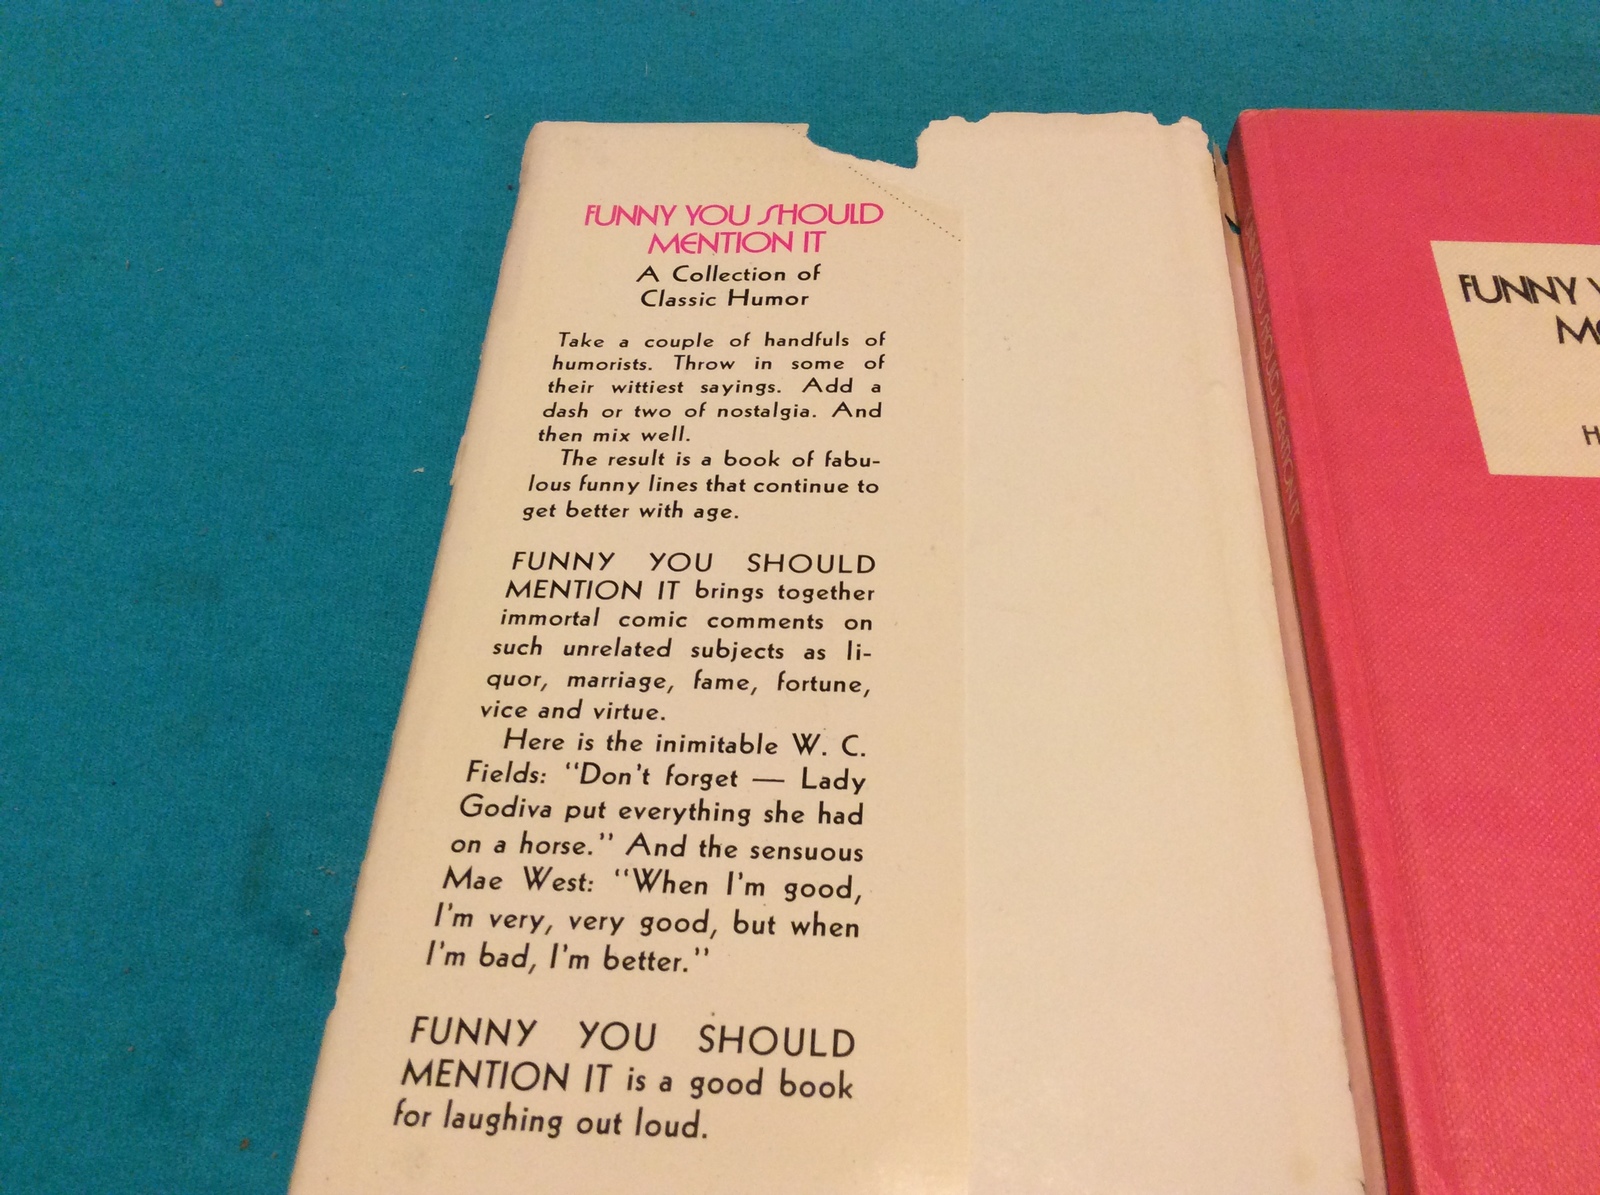 FUNNY YOU SHOULD
MENTION IT
A Collection of
Classic Humor
Take a couple of handfuls of
humorists. Throw in some of
their wittiest sayings. Add a
dash or two of nostalgia. And
then mix well.
The result is a book of fabu-
lous funny lines that continue to
get better with age.
FUNNY YOU SHOULD
MENTION IT brings together
immortal comic comments on
such unrelated subjects as li-
quor, marriage, fame, fortune,
vice and virtue.
Here is the inimitable W. C.
Fields: "Don't forget — Lady
Godiva put everything she had
on a horse." And the sensuous
Mae West: "When I'm good,
I'm very, very good, but when
I'm bad, I'm better."
FUNNY YOU SHOULD
MENTION IT is a good book
for laughing out loud.
FUNNY YOU SHOULD MENTION IT
FUNNY